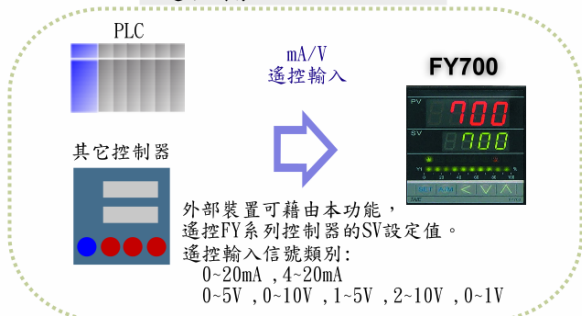 PLC
mA/V
遙控輸入
FY700
PV
700
SV
700
其它控制器
外部裝置可藉由本功能，
遙控FY系列控制器的SV設定值。
遙控輸入信號類別:
0~20mA ,4~20mA
0~5V ,0~10V ,1~5V ,2~10V ,0~1V